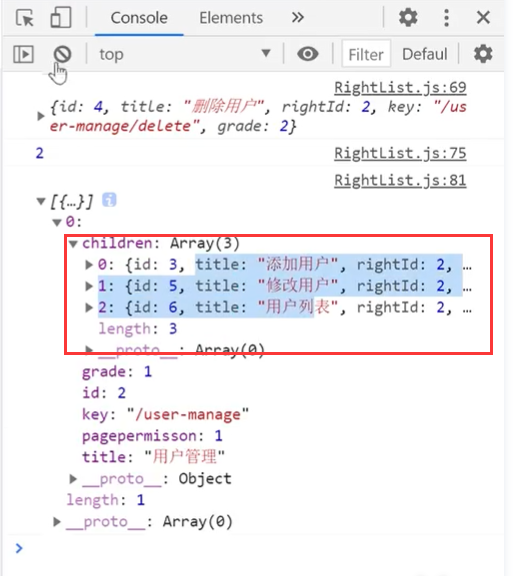 Console Elements »
top Filter Defaul
RightList.js:69
{id: 4, title: "删除用户", rightId: 2, key: "/us
er-manage/delete", grade: 2}
2 RightList.js:75
RightList.js:81
[{…}] i
0:
children: Array(3)
0: {id: 3, title: "添加用户", rightId: 2, …
1: {id: 5, title: "修改用户", rightId: 2, …
2: {id: 6, title: "用户列表", rightId: 2, …
length: 3
__proto__: Array(0)
grade: 1
id: 2
key: "/user-manage"
pagepermisson: 1
title: "用户管理"
__proto__: Object
length: 1
__proto__: Array(0)